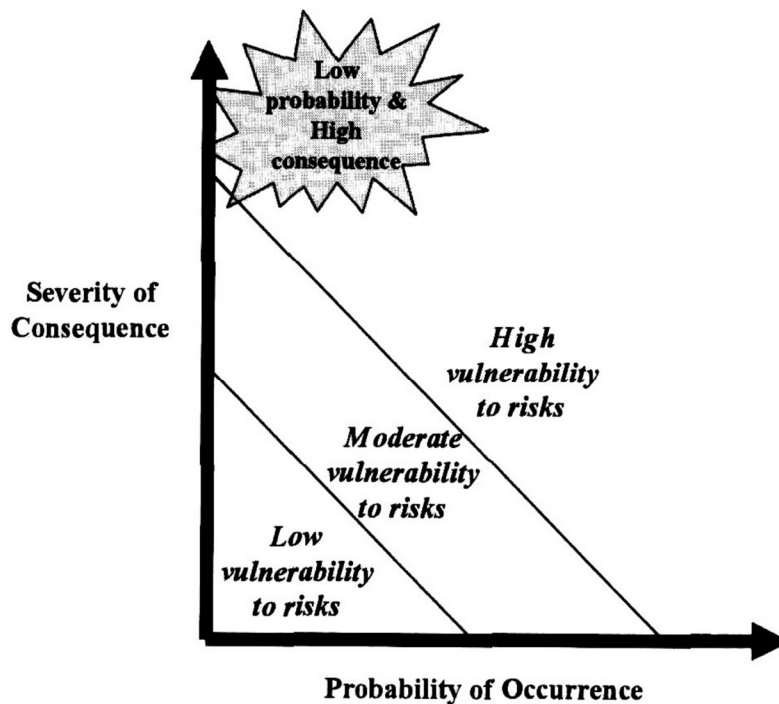 Low
probability &
High
consequence
Severity of
Consequence
High
vulnerability
to risks
Moderate
vulnerability
to risks
Low
vulnerability
to risks
Probability of Occurrence